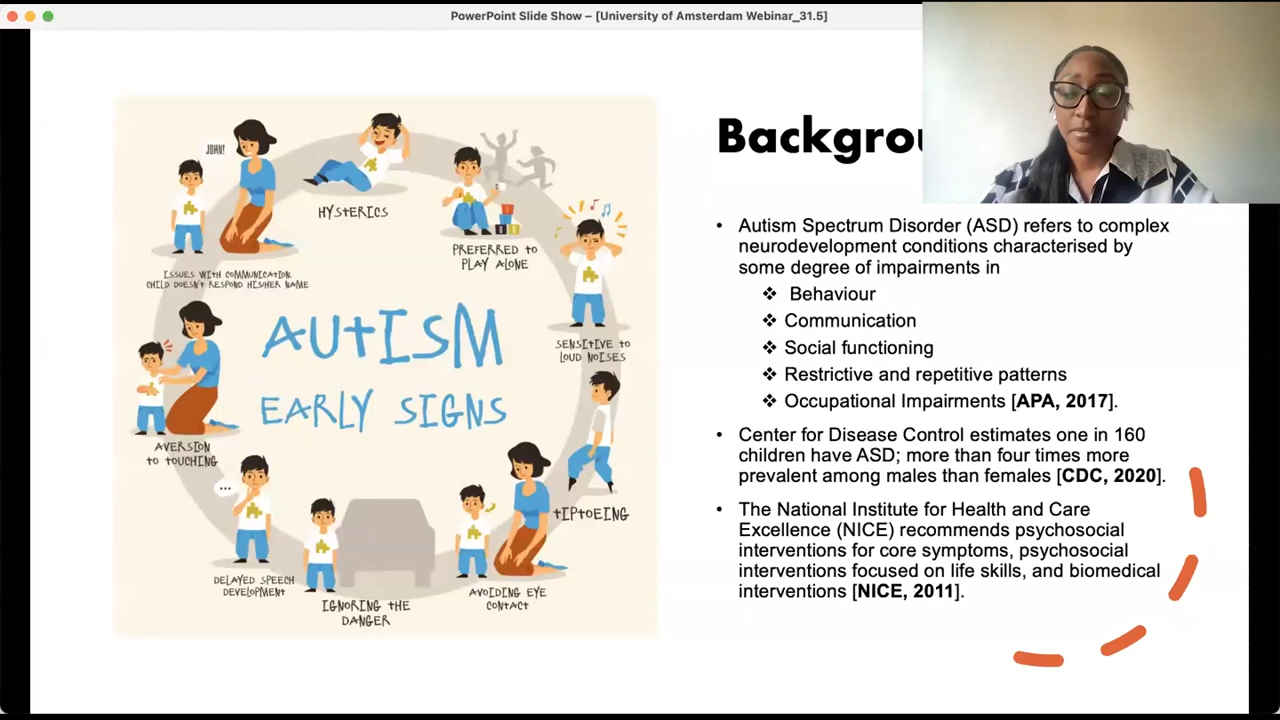 PowerPoint Slide Show – [University of Amsterdam Webinar_31.5]
JOHN!
HYSTERICS
PREFERRED TO
PLAY ALONE
ISSUES WITH COMMUNICATION.
CHILD DOESN'T RESPOND HIS\HER NAME
SENSITIVE TO
LOUD NOISES
AUTISM
EARLY SIGNS
AVERSION
TO TOUCHING
TIPTOEING
...
DELAYED SPEECH
DEVELOPMENT
IGNORING THE
DANGER
AVOIDING EYE
CONTACT
Backgrou
• Autism Spectrum Disorder (ASD) refers to complex
neurodevelopment conditions characterised by
some degree of impairments in
❖ Behaviour
❖ Communication
❖ Social functioning
❖ Restrictive and repetitive patterns
❖ Occupational Impairments [APA, 2017].
• Center for Disease Control estimates one in 160
children have ASD; more than four times more
prevalent among males than females [CDC, 2020].
• The National Institute for Health and Care
Excellence (NICE) recommends psychosocial
interventions for core symptoms, psychosocial
interventions focused on life skills, and biomedical
interventions [NICE, 2011].